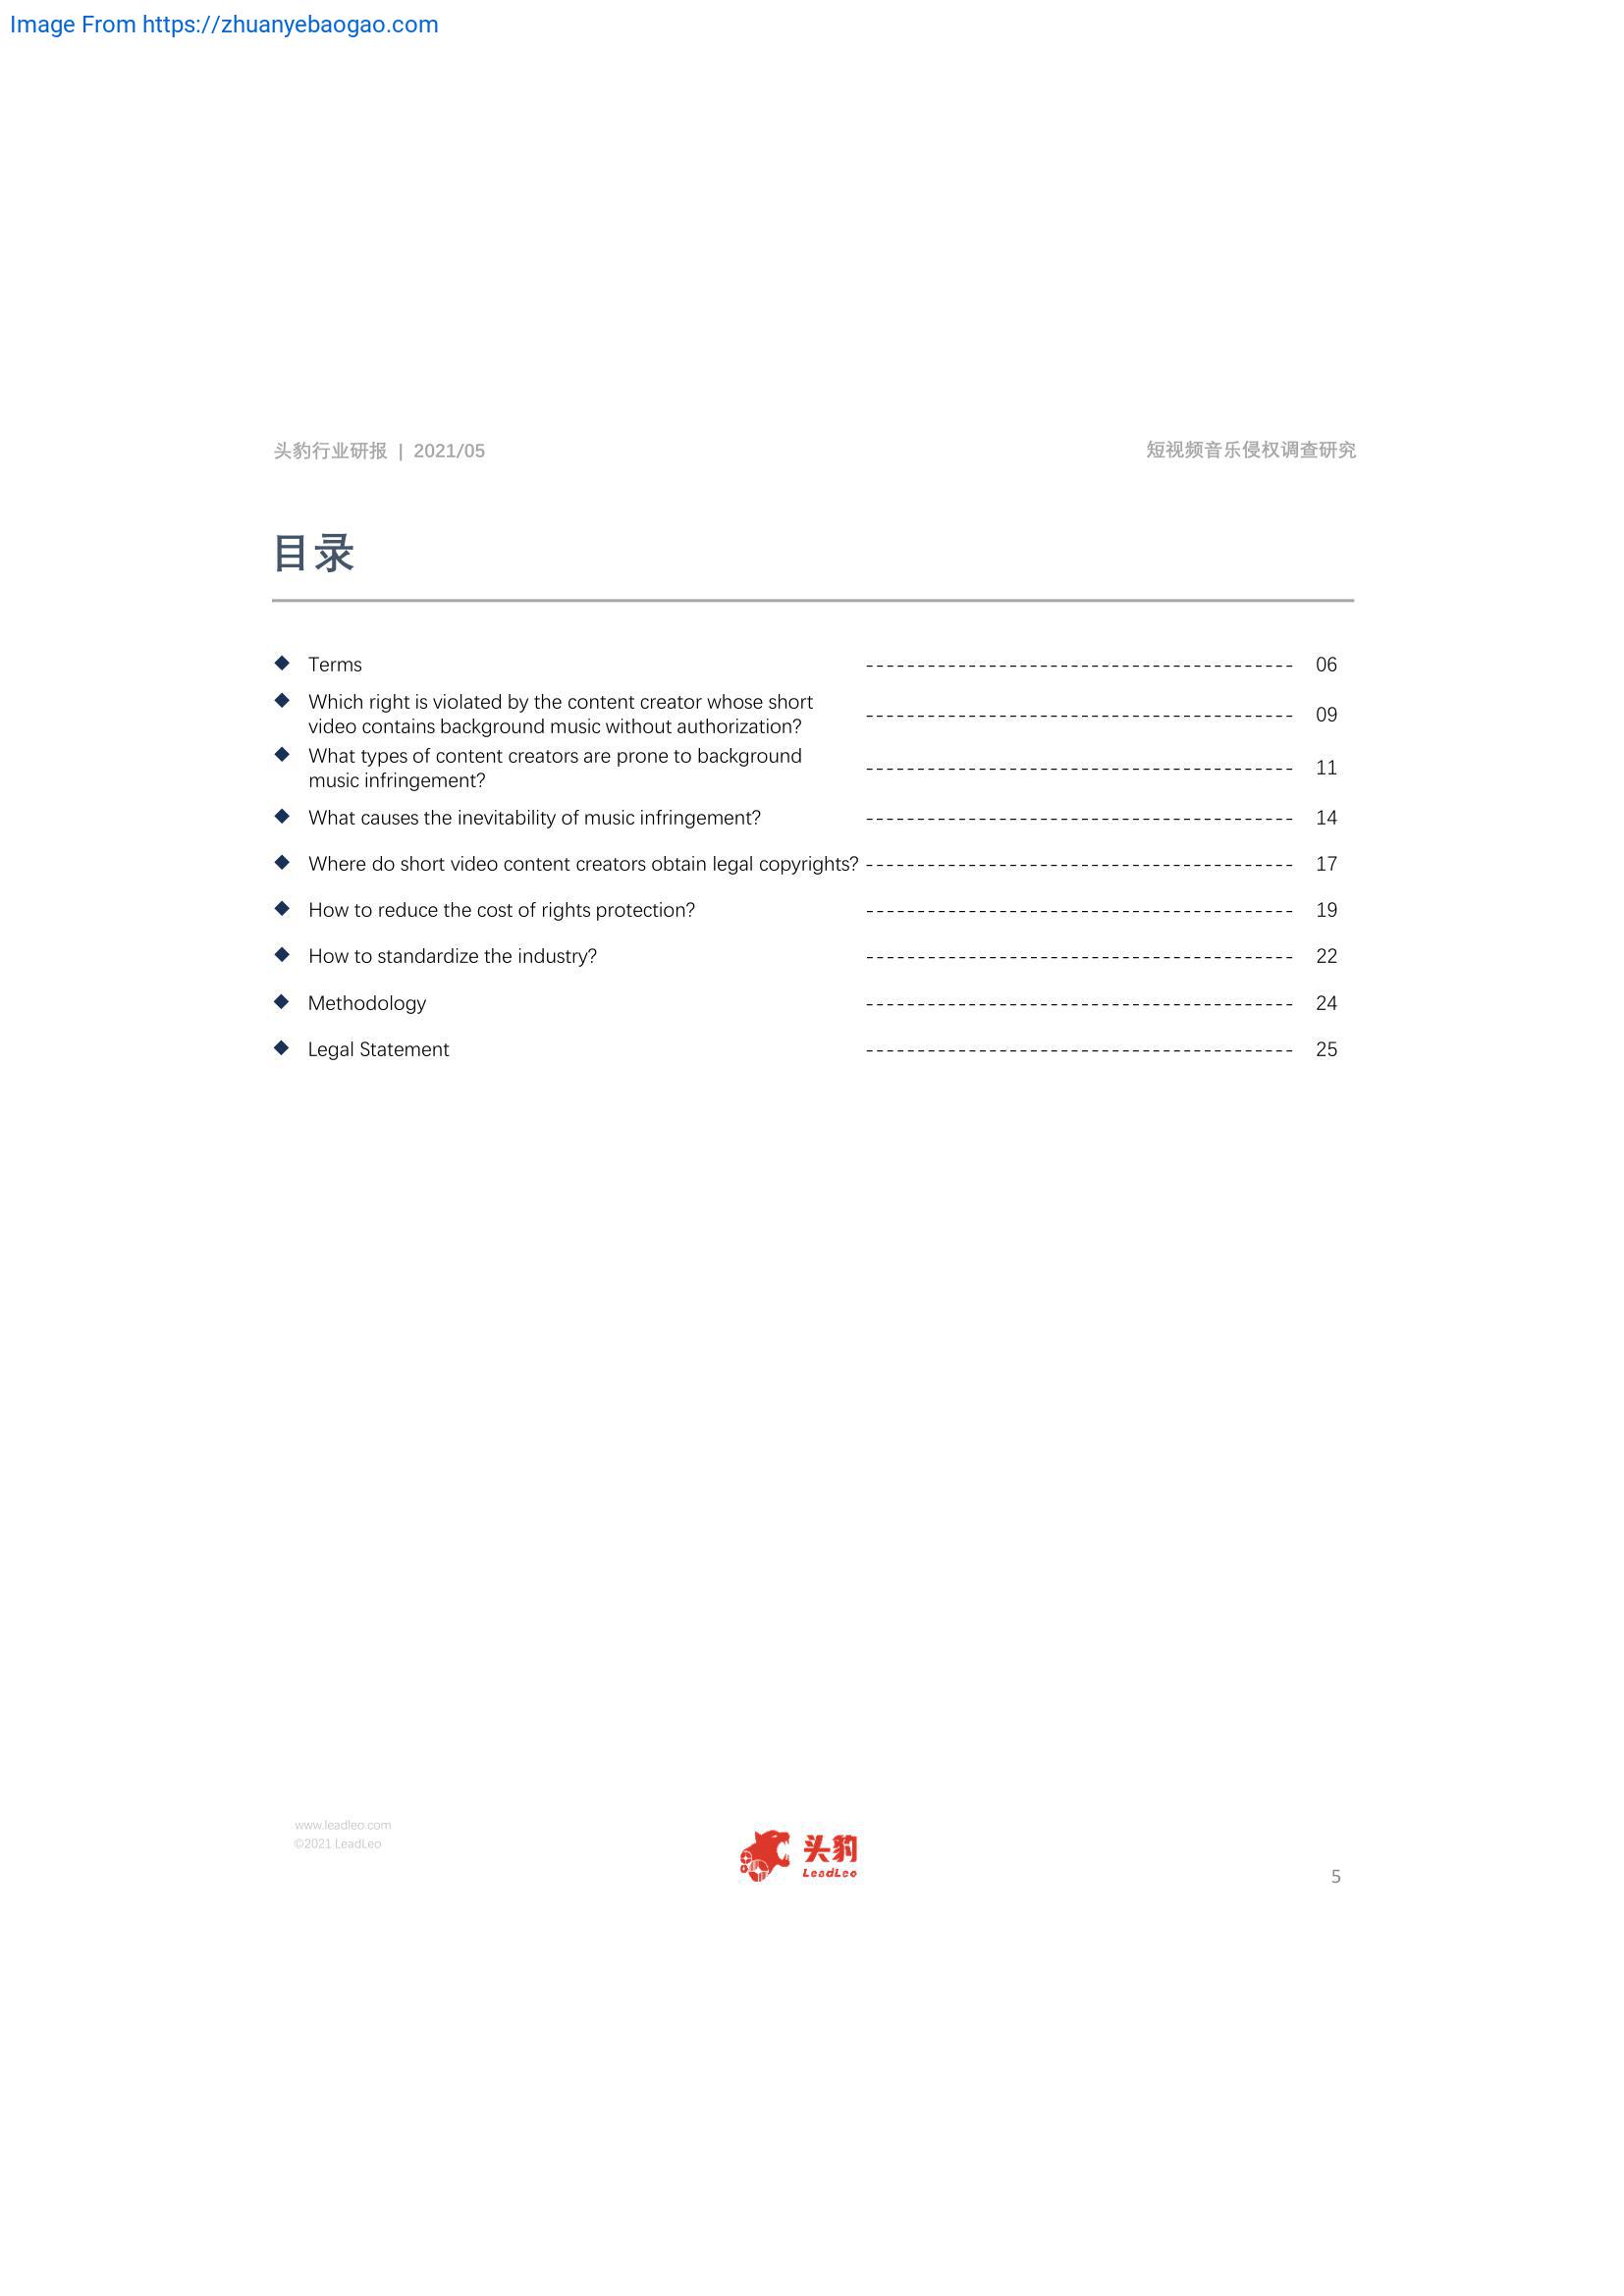 Image From https://zhuanyebaogao.com
头豹行业研报 | 2021/05
短视频音乐侵权调查研究
目录
◆ Terms ------------------------------------------ 06
◆ Which right is violated by the content creator whose short
video contains background music without authorization? ------------------------------------------ 09
◆ What types of content creators are prone to background
music infringement? ------------------------------------------ 11
◆ What causes the inevitability of music infringement? ------------------------------------------ 14
◆ Where do short video content creators obtain legal copyrights? ------------------------------------------ 17
◆ How to reduce the cost of rights protection? ------------------------------------------ 19
◆ How to standardize the industry? ------------------------------------------ 22
◆ Methodology ------------------------------------------ 24
◆ Legal Statement ------------------------------------------ 25
www.leadleo.com
©2021 LeadLeo
头豹
LeadLeo
5